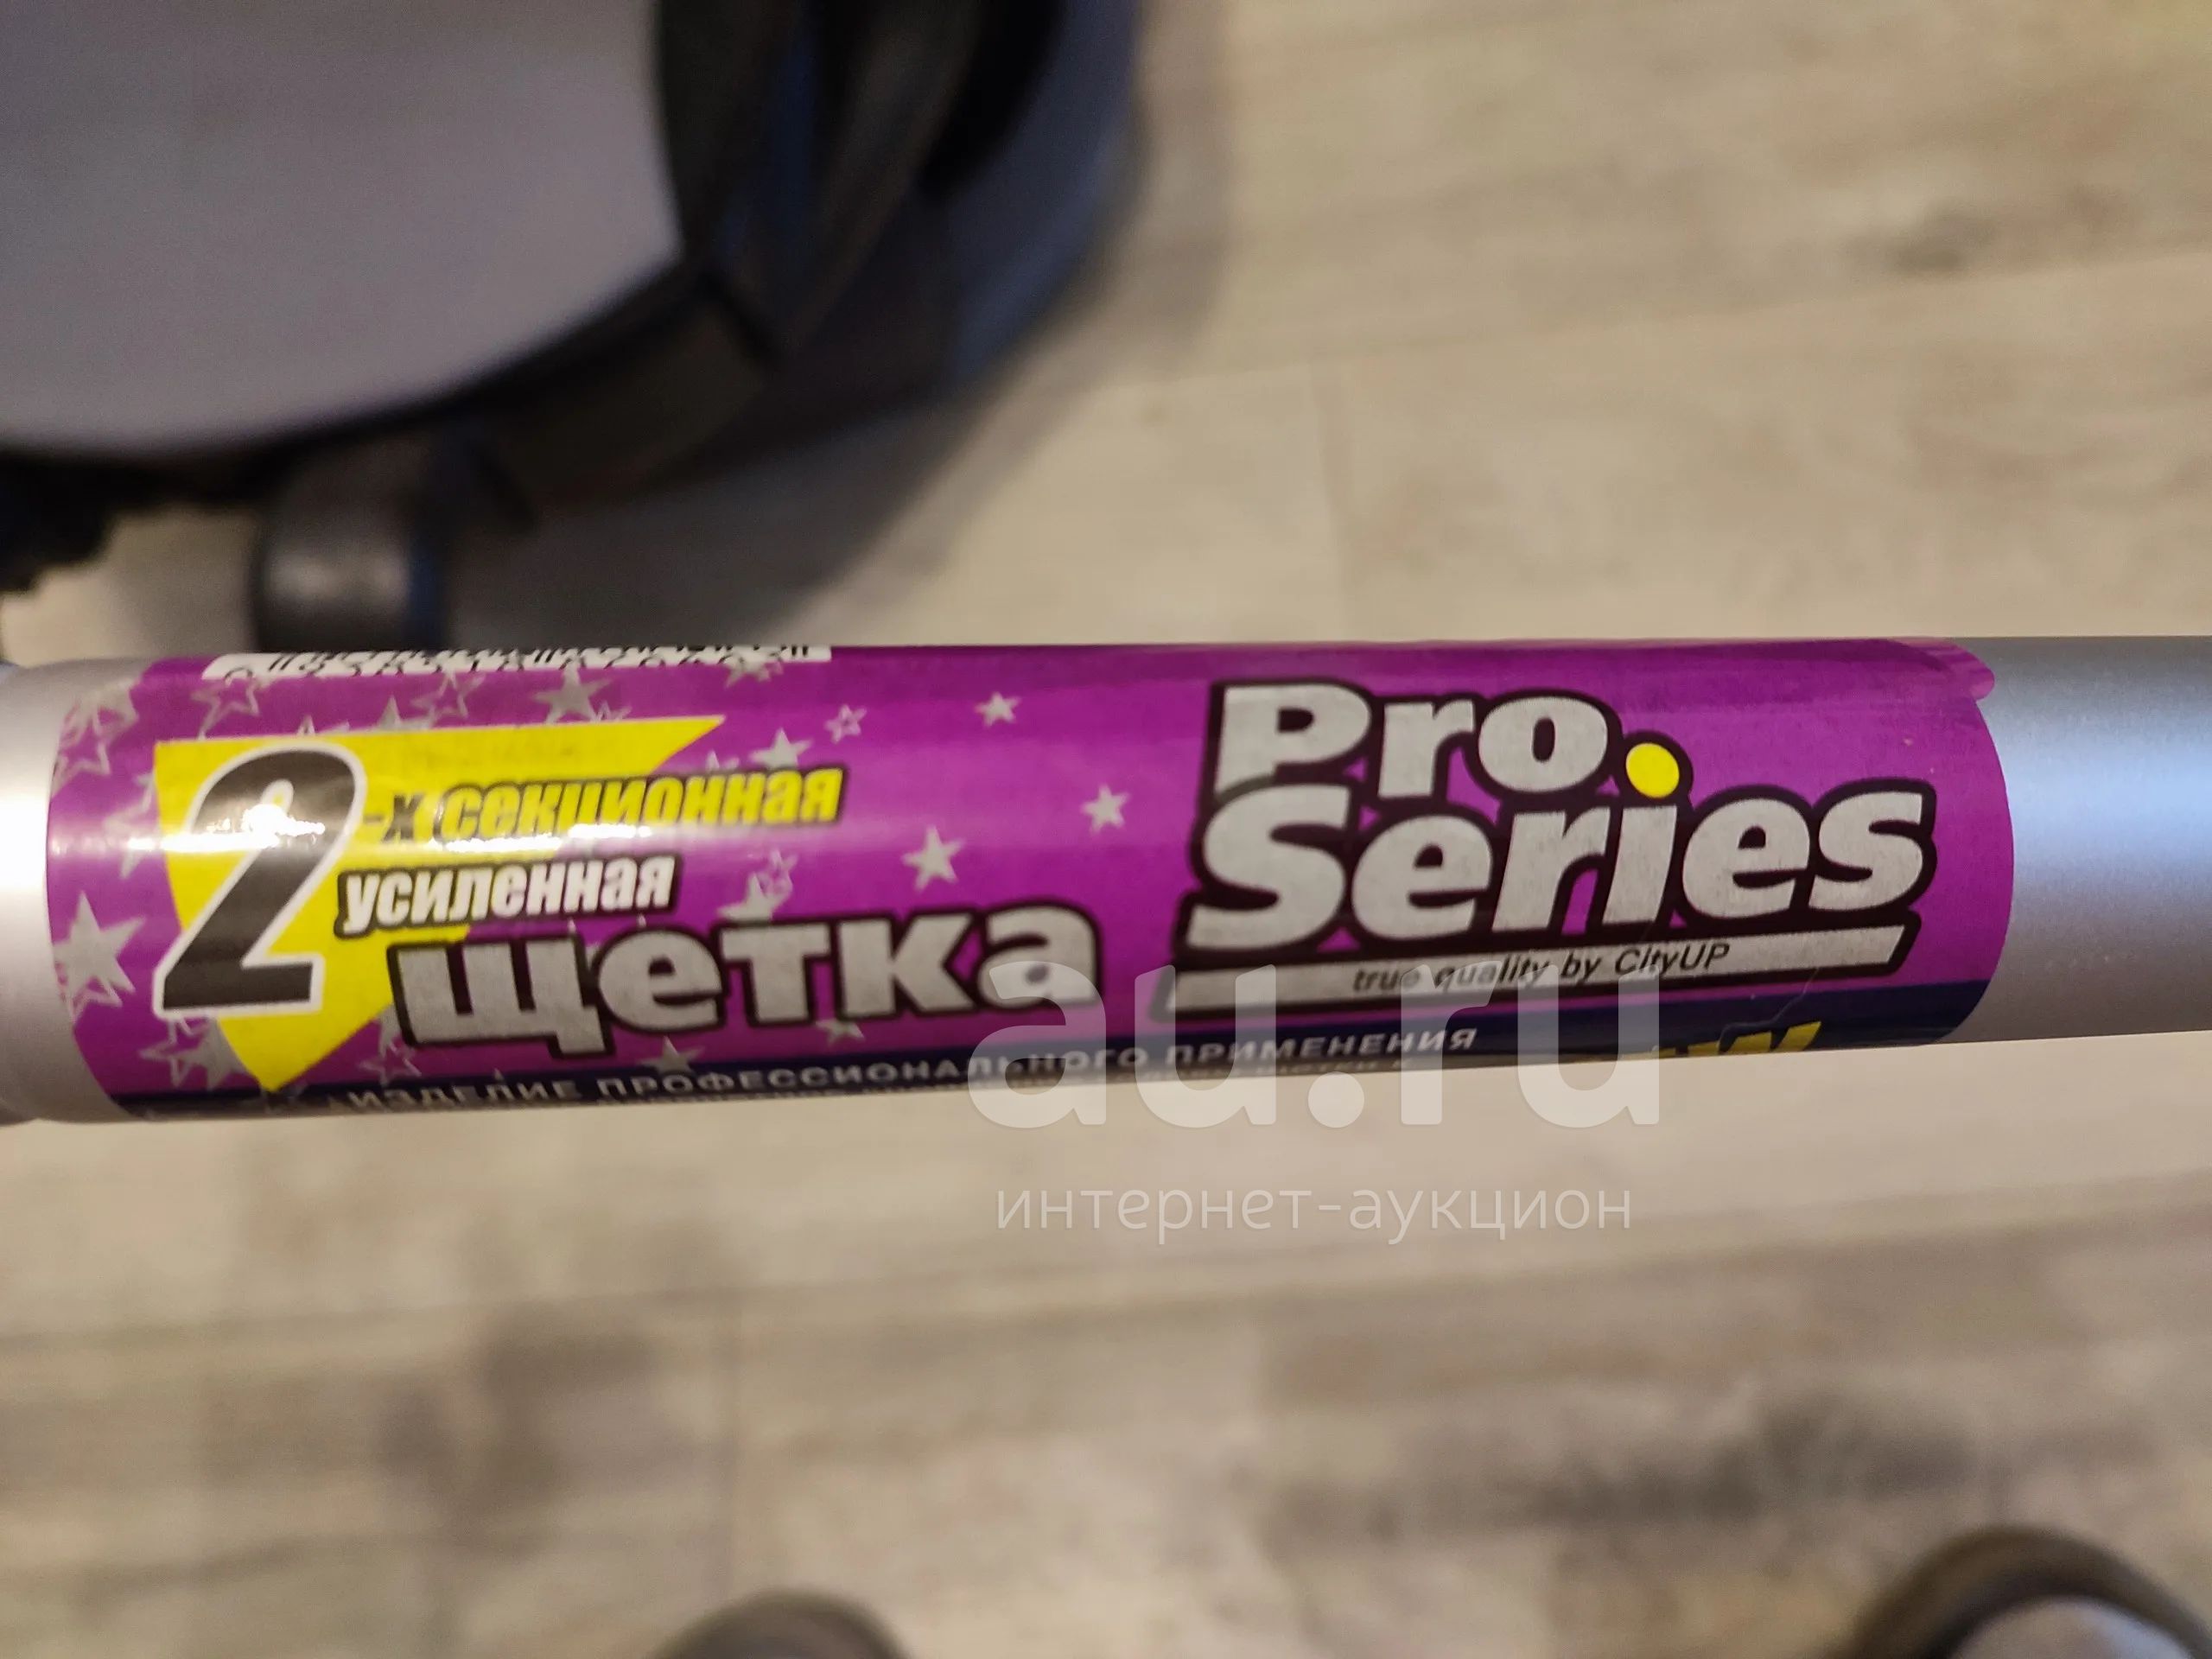 2-х секционная
усиленная
щетка
Pro
Series
true quality by CityUP
ИЗДЕЛИЕ ПРОФЕССИОНАЛЬНОГО ПРИМЕНЕНИЯ
au.ru
интернет-аукцион